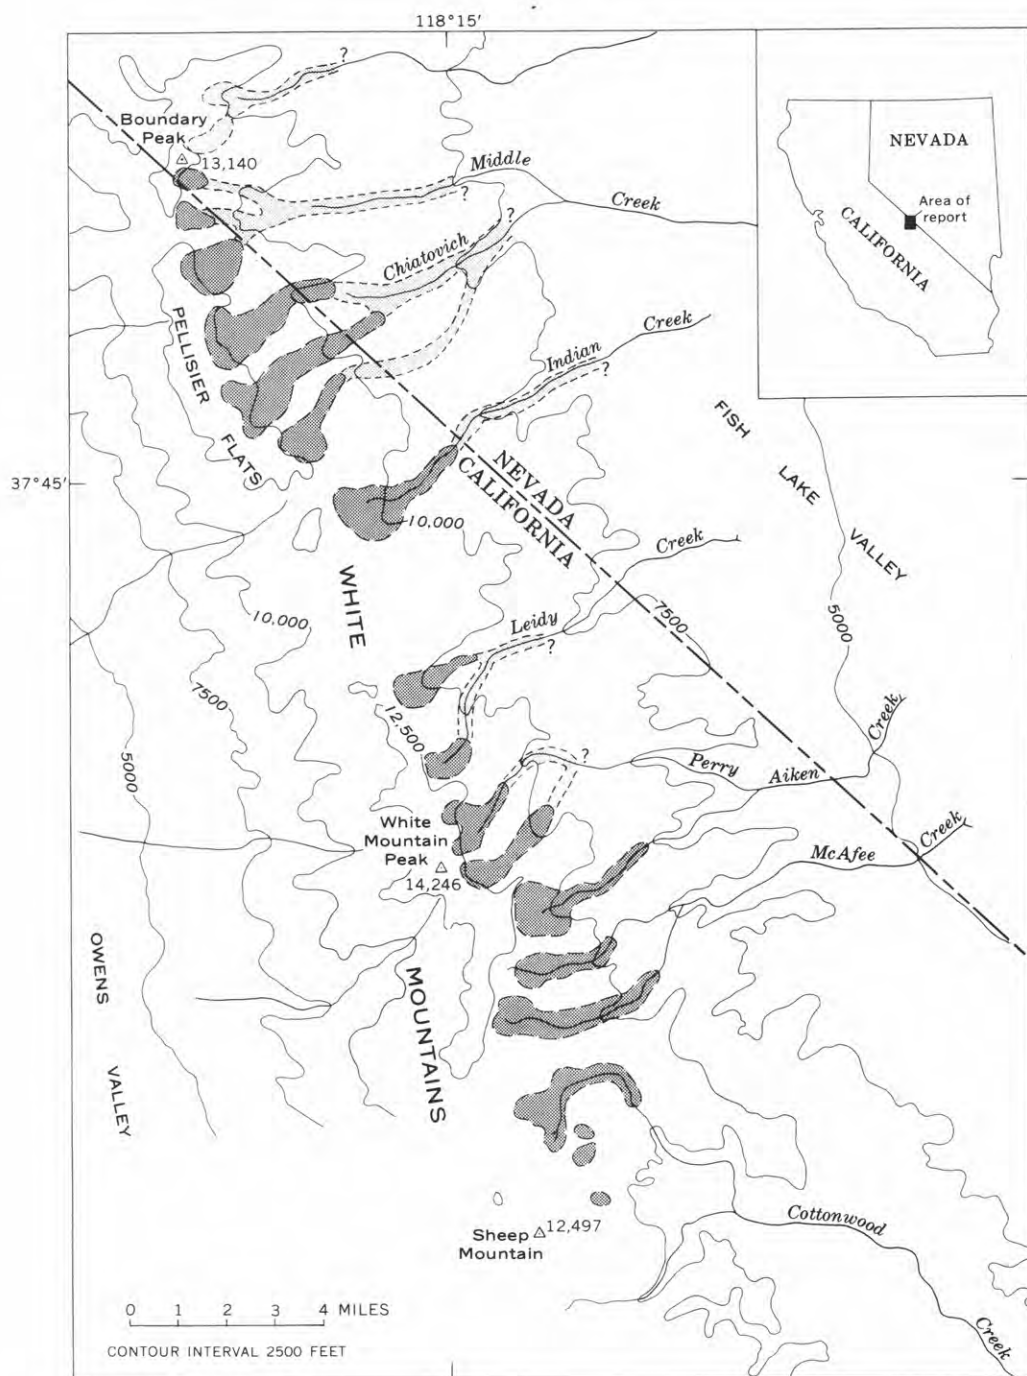 118°15'
?
Boundary
Peak
13,140
Middle
?
Creek
?
Chiatovich
NEVADA
CALIFORNIA
Area of
report
PELLISIER
FLATS
Indian
Creek
?
FISH
LAKE
VALLEY
37°45'
NEVADA
CALIFORNIA
10,000
WHITE
Creek
10,000
7500
5000
Leidy
?
7500
5000
12,500
?
Perry
Aiken
Creek
White
Mountain
Peak
14,246
McAfee
Creek
OWENS
VALLEY
MOUNTAINS
Sheep
Mountain
12,497
Cottonwood
Creek
0 1 2 3 4 MILES
CONTOUR INTERVAL 2500 FEET